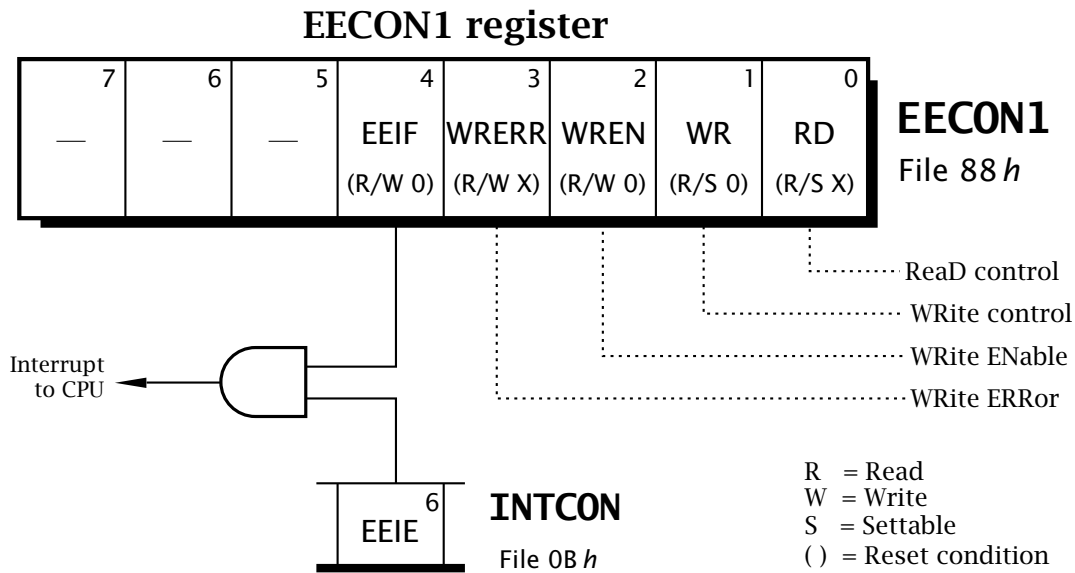 EECON1 register
7 6 5 4 3 2 1 0
— — — EEIF WRERR WREN WR RD
(R/W 0) (R/W X) (R/W 0) (R/S 0) (R/S X)
EECON1
File 88 h
ReaD control
WRite control
WRite ENable
WRite ERRor
Interrupt
to CPU
6
EEIE
INTCON
File 0B h
R = Read
W = Write
S = Settable
( ) = Reset condition